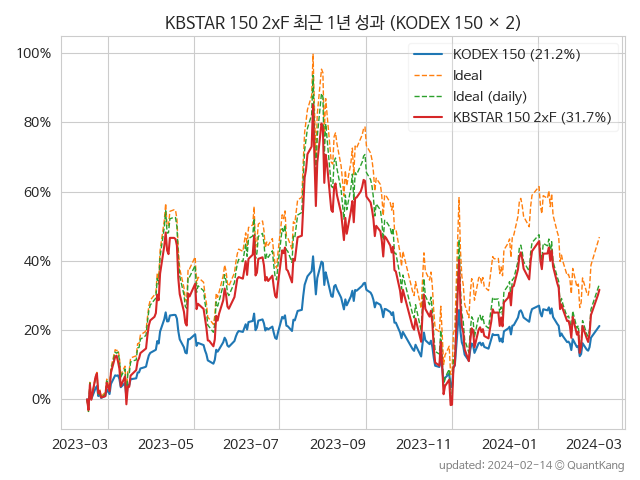 KBSTAR 150 2xF 최근 1년 성과 (KODEX 150 × 2)
KODEX 150 (21.2%)
Ideal
Ideal (daily)
KBSTAR 150 2xF (31.7%)
100%
80%
60%
40%
20%
0%
2023-03 2023-05 2023-07 2023-09 2023-11 2024-01 2024-03
updated: 2024-02-14 © QuantKang